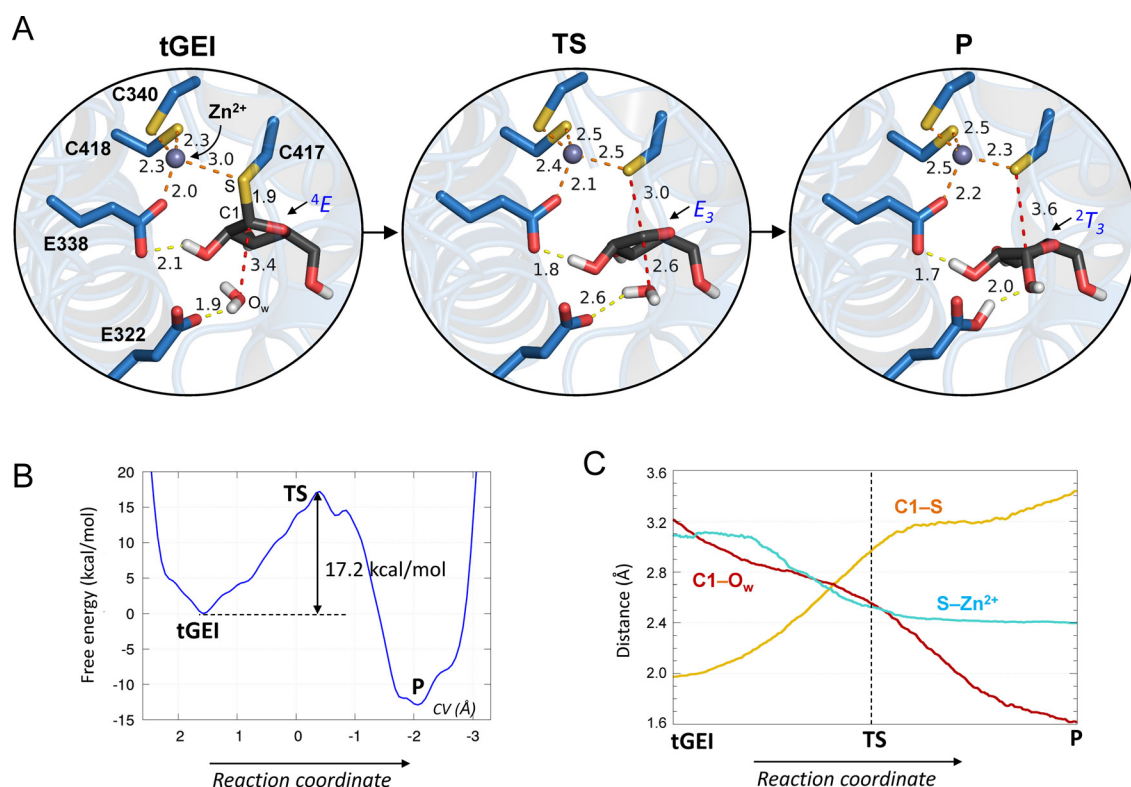 A
tGEI
TS
P
C340
Zn2+
C418
2.3
2.3
3.0
C417
2.0
S
1.9
4E
C1
E338
2.1
3.4
1.9
Ow
E322
2.5
2.4
2.5
2.1
3.0
E3
1.8
2.6
2.6
2.5
2.3
2.5
2.2
3.6
2T3
1.7
2.0
B
Free energy (kcal/mol)
20
15
10
5
0
-5
-10
-15
TS
17.2 kcal/mol
tGEI
P
CV (Å)
2 1 0 -1 -2 -3
Reaction coordinate
C
Distance (Å)
3.6
3.2
2.8
2.4
2.0
1.6
C1–S
C1–Ow
S–Zn2+
tGEI TS P
Reaction coordinate